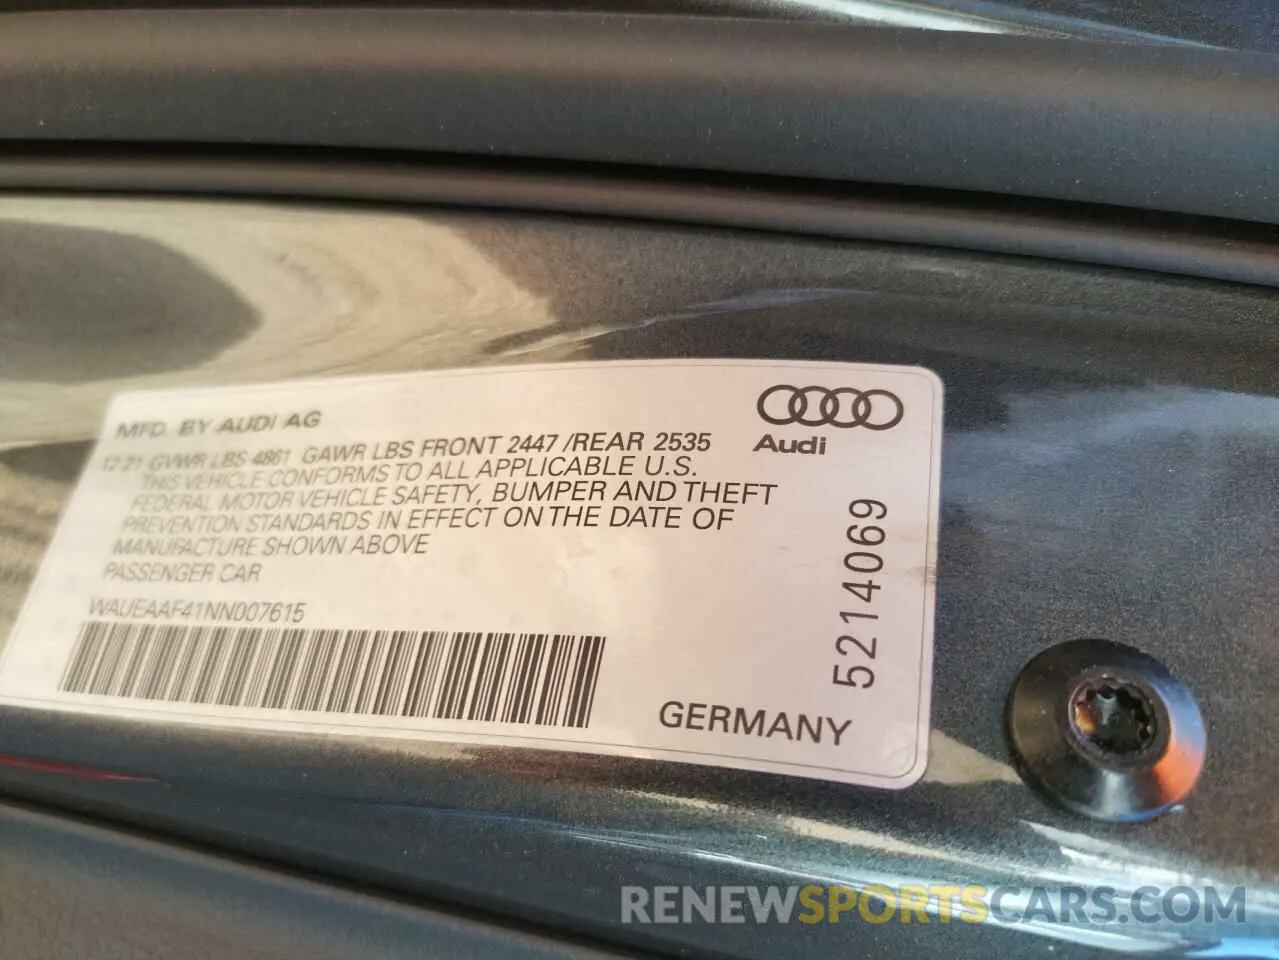 MFD. BY AUDI AG
12 21 GVWR LBS 4861 GAWR LBS FRONT 2447 /REAR 2535
THIS VEHICLE CONFORMS TO ALL APPLICABLE U.S.
FEDERAL MOTOR VEHICLE SAFETY, BUMPER AND THEFT
PREVENTION STANDARDS IN EFFECT ON THE DATE OF
MANUFACTURE SHOWN ABOVE
PASSENGER CAR
WAUEAAF41NN007615
Audi
5214069
GERMANY
RENEWSPORTSCARS.COM